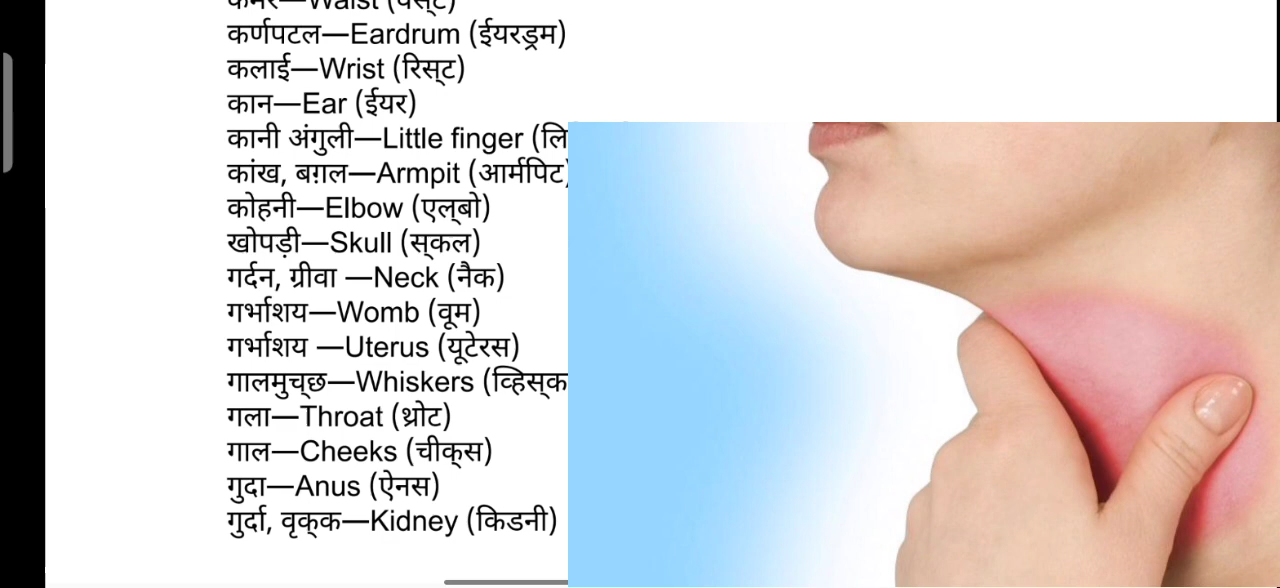 कर्णपटल—Eardrum (ईयरड्रम)
कलाई—Wrist (रिस्‌ट)
कान—Ear (ईयर)
कानी अंगुली—Little finger
कांख, बग़ल—Armpit (आर्मपिट)
कोहनी—Elbow (एल्‌बो)
खोपड़ी—Skull (स्‌कल)
गर्दन, ग्रीवा —Neck (नैक)
गर्भाशय—Womb (वूम)
गर्भाशय —Uterus (यूटेरस)
गालमुच्‌छ—Whiskers
गला—Throat (थ्रोट)
गाल—Cheeks (चीक्‌स)
गुदा—Anus (ऐनस)
गुर्दा, वृक्‌क—Kidney (किडनी)